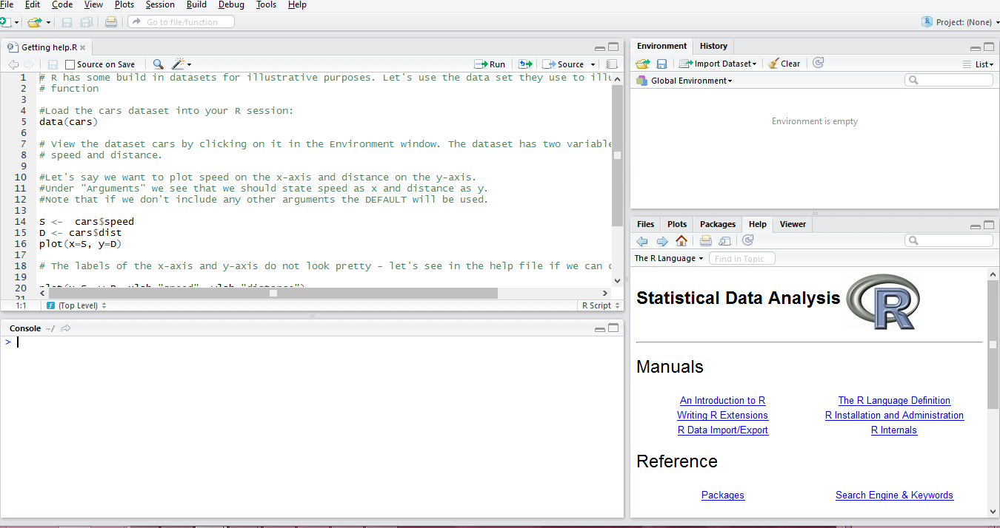 File Edit Code View Plots Session Build Debug Tools Help
Go to file/function
Project: (None)
Getting help.R
Source on Save
Run
Source
1 # R has some build in datasets for illustrative purposes. Let's use the data set they use to
2 # function
3
4 #Load the cars dataset into your R session:
5 data(cars)
6
7 # View the dataset cars by clicking on it in the Environment window. The dataset has two
8 # speed and distance.
9
10 #Let's say we want to plot speed on the x-axis and distance on the y-axis.
11 #Under "Arguments" we see that we should state speed as x and distance as y.
12 #Note that if we don't include any other arguments the DEFAULT will be used.
13
14 S <-  cars$speed
15 D <- cars$dist
16 plot(x=S, y=D)
17
18 # The labels of the x-axis and y-axis do not look pretty - let's see in the help file if we can
19
20
21
1:1 (Top Level) R Script
Console ~/
>
Environment History
Import Dataset Clear List
Global Environment
Environment is empty
Files Plots Packages Help Viewer
The R Language Find in Topic
Statistical Data Analysis R
Manuals
An Introduction to R The R Language Definition
Writing R Extensions R Installation and Administration
R Data Import/Export R Internals
Reference
Packages Search Engine & Keywords